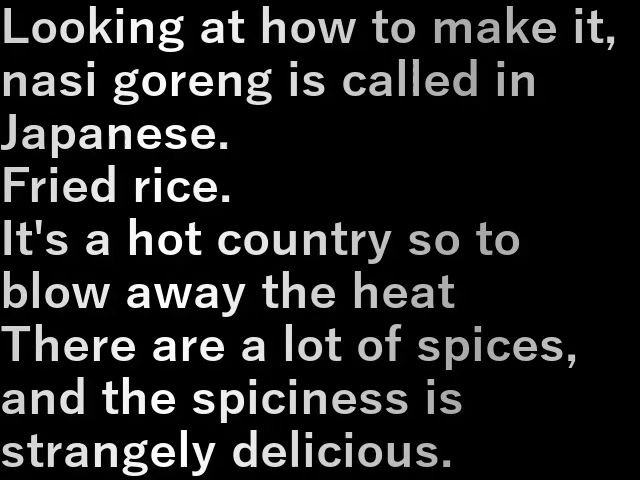 Looking at how to make it,
nasi goreng is called in
Japanese.
Fried rice.
It's a hot country so to
blow away the heat
There are a lot of spices,
and the spiciness is
strangely delicious.